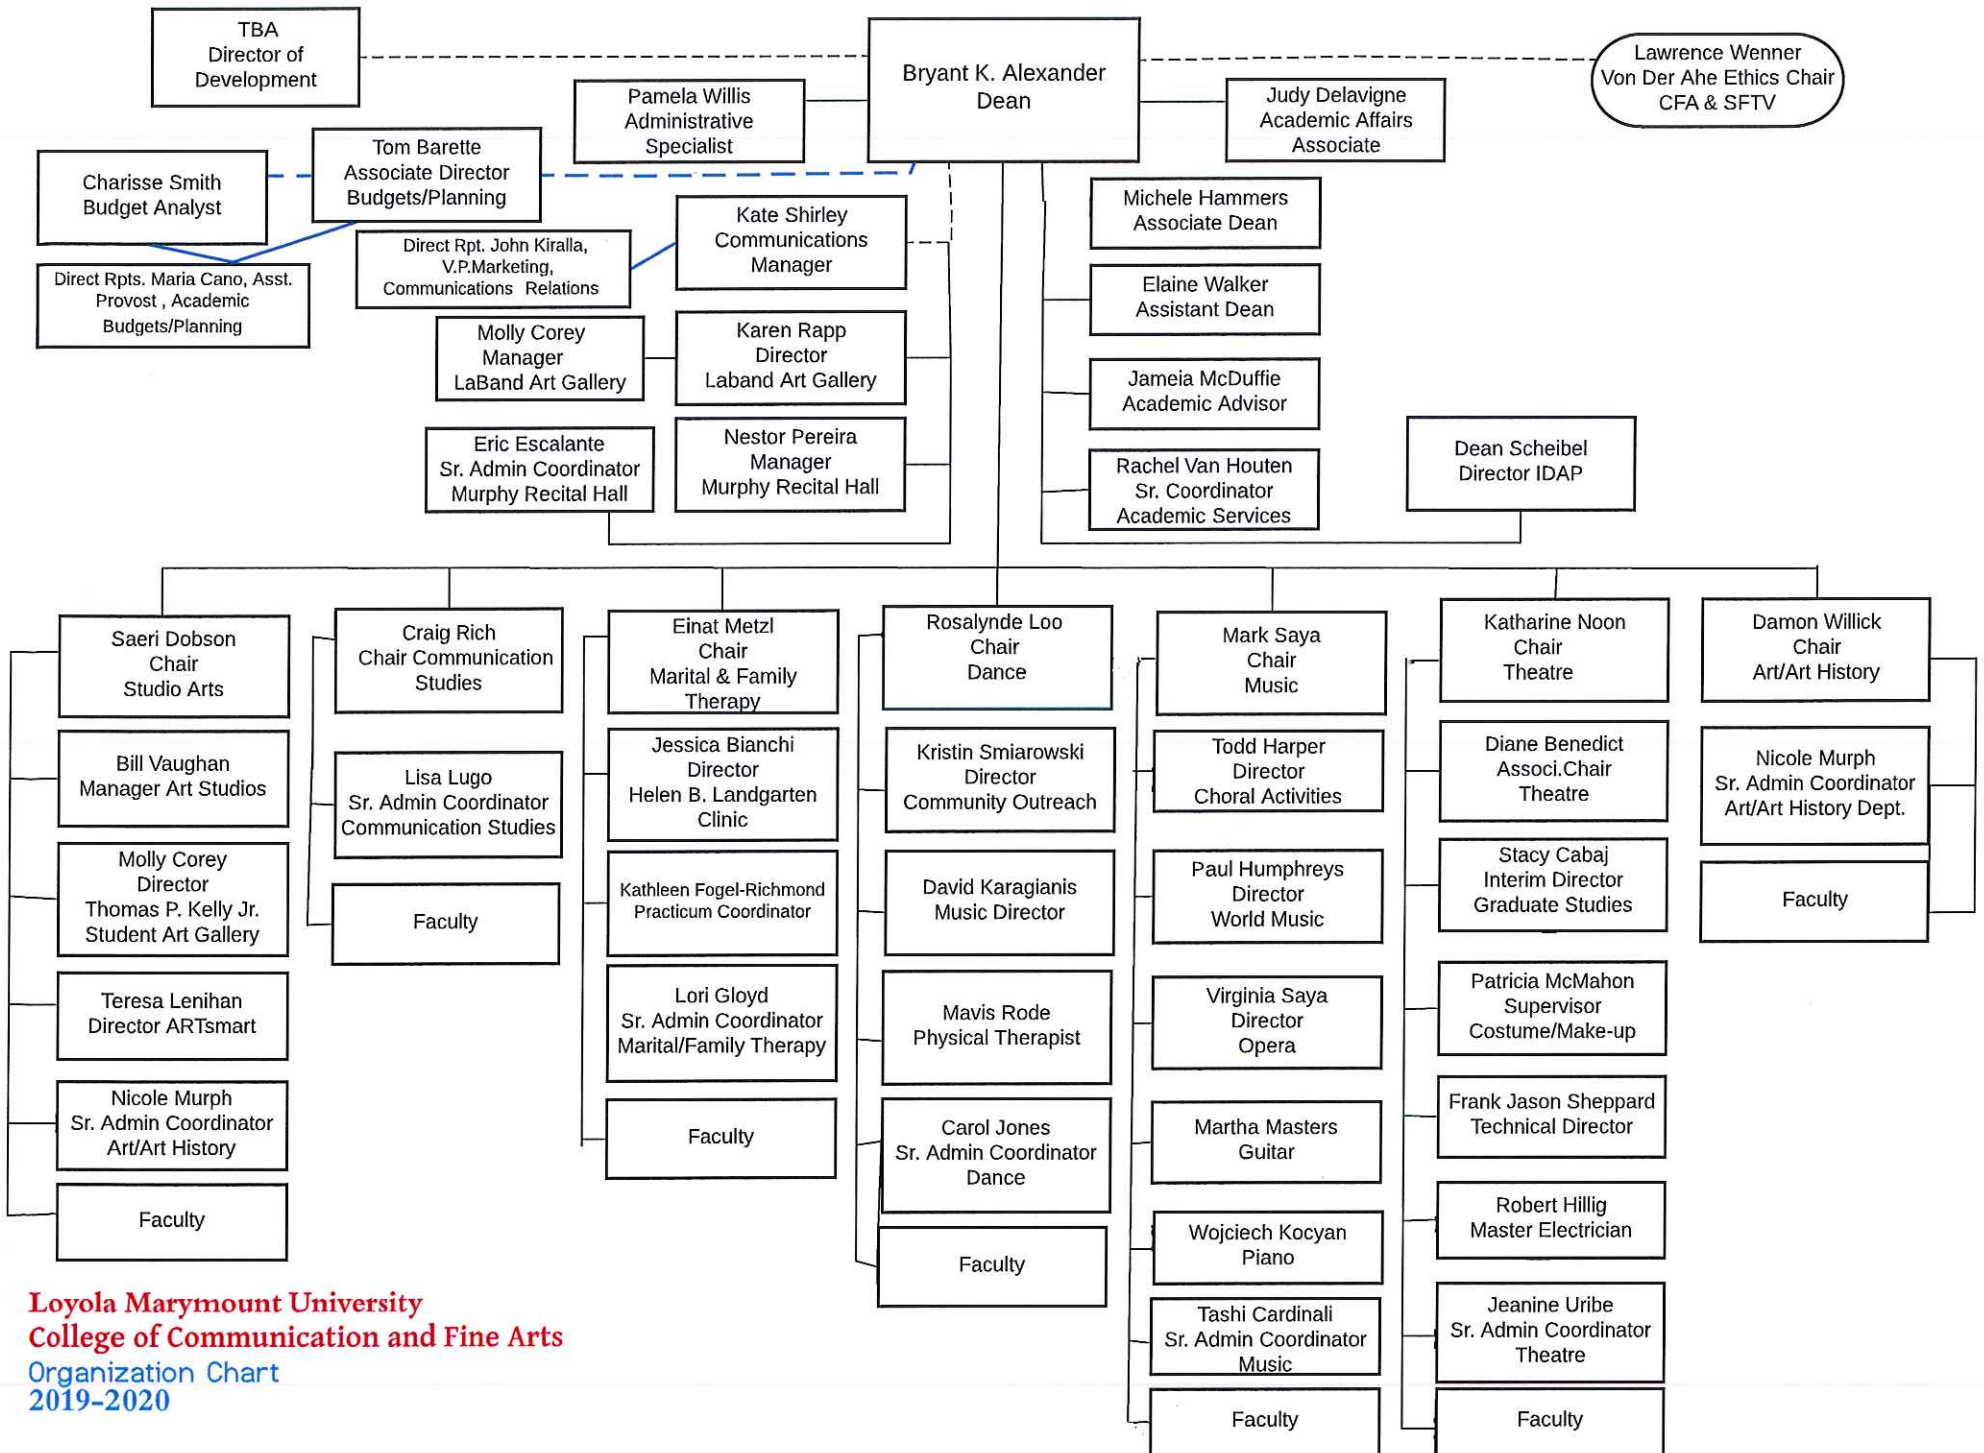 TBA
Director of
Development
Bryant K. Alexander
Dean
Lawrence Wenner
Von Der Ahe Ethics Chair
CFA & SFTV
Pamela Willis
Administrative
Specialist
Judy Delavigne
Academic Affairs
Associate
Tom Barette
Associate Director
Budgets/Planning
Charisse Smith
Budget Analyst
Direct Rpts. Maria Cano, Asst.
Provost , Academic
Budgets/Planning
Direct Rpt. John Kiralla,
V.P.Marketing,
Communications Relations
Kate Shirley
Communications
Manager
Michele Hammers
Associate Dean
Elaine Walker
Assistant Dean
Molly Corey
Manager
LaBand Art Gallery
Karen Rapp
Director
Laband Art Gallery
Jameia McDuffie
Academic Advisor
Eric Escalante
Sr. Admin Coordinator
Murphy Recital Hall
Nestor Pereira
Manager
Murphy Recital Hall
Rachel Van Houten
Sr. Coordinator
Academic Services
Dean Scheibel
Director IDAP
Saeri Dobson
Chair
Studio Arts
Bill Vaughan
Manager Art Studios
Molly Corey
Director
Thomas P. Kelly Jr.
Student Art Gallery
Teresa Lenihan
Director ARTsmart
Nicole Murph
Sr. Admin Coordinator
Art/Art History
Faculty
Craig Rich
Chair Communication
Studies
Lisa Lugo
Sr. Admin Coordinator
Communication Studies
Faculty
Einat Metzl
Chair
Marital & Family
Therapy
Jessica Bianchi
Director
Helen B. Landgarten
Clinic
Kathleen Fogel-Richmond
Practicum Coordinator
Lori Gloyd
Sr. Admin Coordinator
Marital/Family Therapy
Faculty
Rosalynde Loo
Chair
Dance
Kristin Smiarowski
Director
Community Outreach
David Karagianis
Music Director
Mavis Rode
Physical Therapist
Carol Jones
Sr. Admin Coordinator
Dance
Faculty
Mark Saya
Chair
Music
Todd Harper
Director
Choral Activities
Paul Humphreys
Director
World Music
Virginia Saya
Director
Opera
Martha Masters
Guitar
Wojciech Kocyan
Piano
Tashi Cardinali
Sr. Admin Coordinator
Music
Faculty
Katharine Noon
Chair
Theatre
Diane Benedict
Associ.Chair
Theatre
Stacy Cabaj
Interim Director
Graduate Studies
Patricia McMahon
Supervisor
Costume/Make-up
Frank Jason Sheppard
Technical Director
Robert Hillig
Master Electrician
Jeanine Uribe
Sr. Admin Coordinator
Theatre
Faculty
Damon Willick
Chair
Art/Art History
Nicole Murph
Sr. Admin Coordinator
Art/Art History Dept.
Faculty
Loyola Marymount University
College of Communication and Fine Arts
Organization Chart
2019-2020